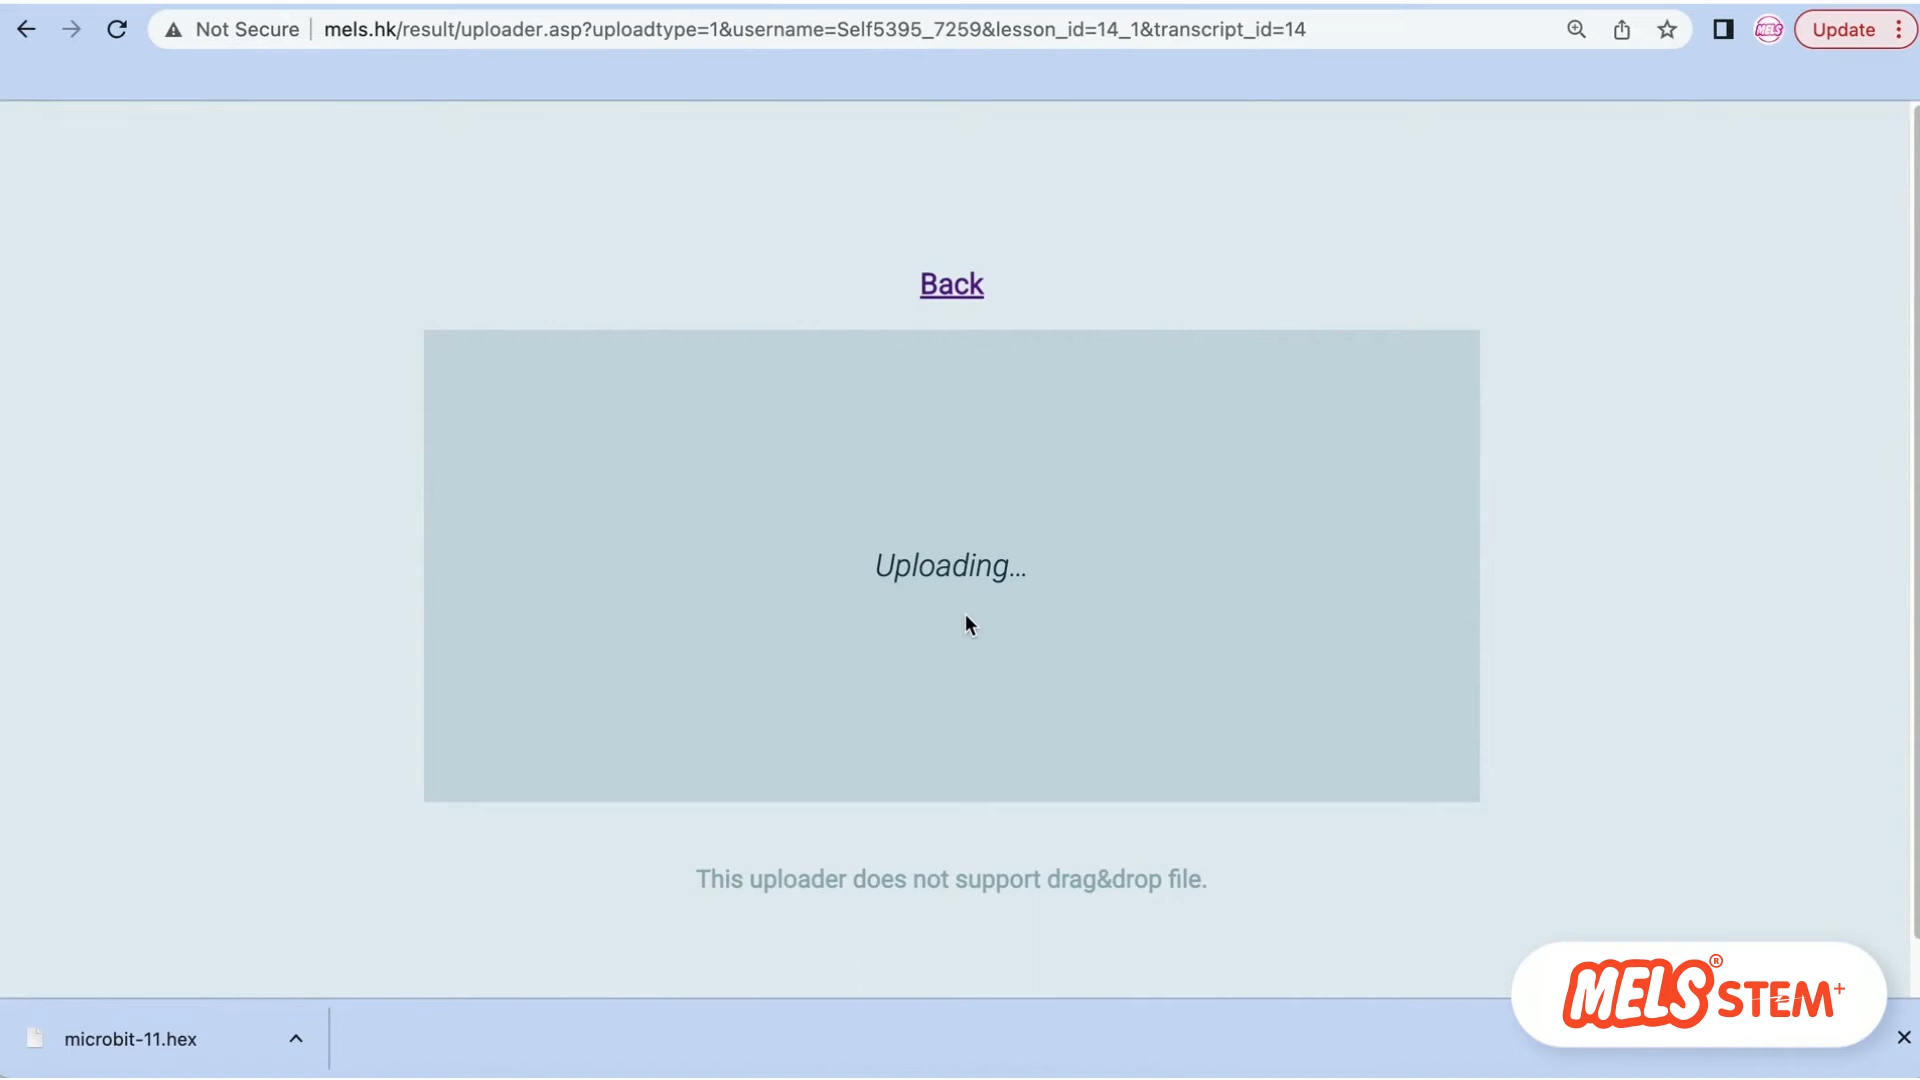 Not Secure
mels.hk/result/uploader.asp?uploadtype=1&username=Self5395_7259&lesson_id=14_1&transcript_id=14
MELS
Update
Back
Uploading...
This uploader does not support drag&drop file.
MELS® STEM+
microbit-11.hex